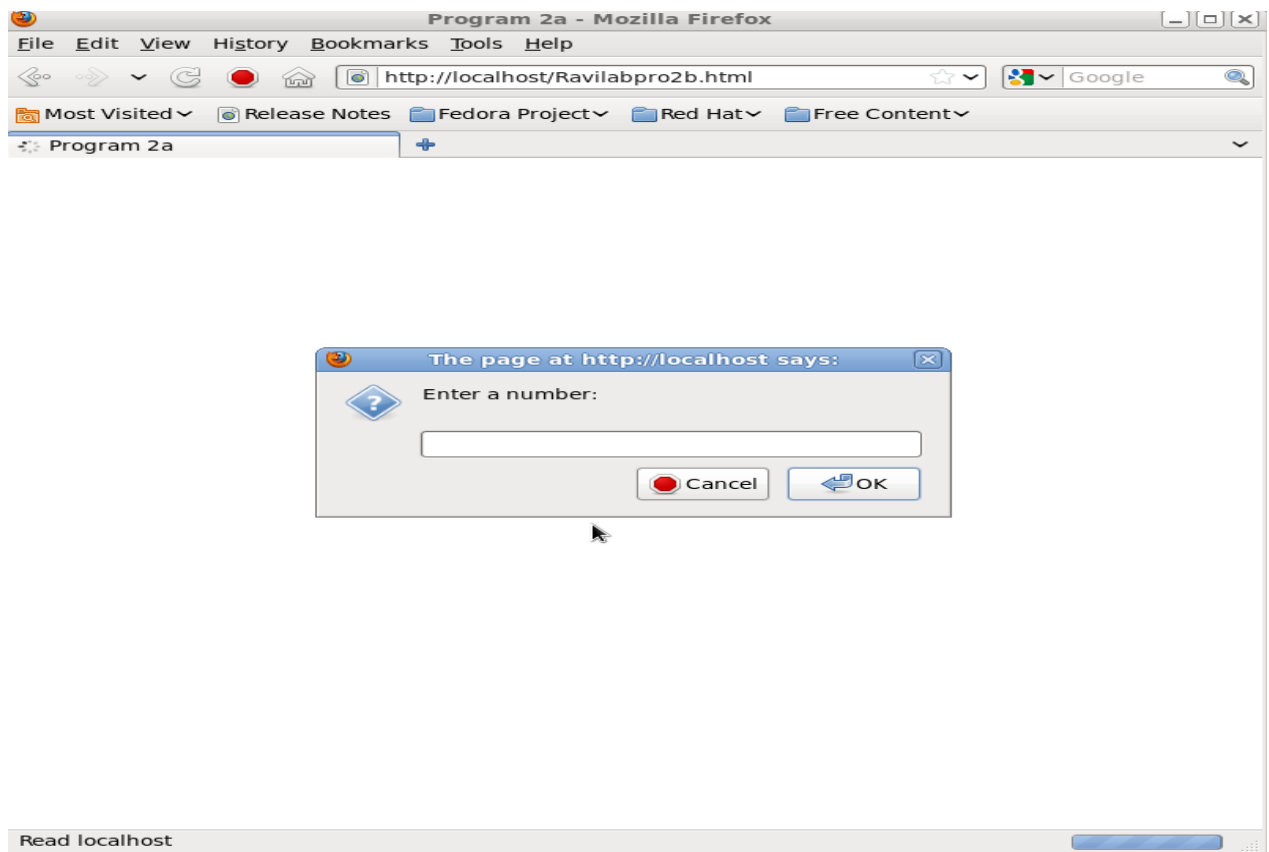 Program 2a - Mozilla Firefox
File Edit View History Bookmarks Tools Help
http://localhost/Ravilabpro2b.html Google
Most Visited Release Notes Fedora Project Red Hat Free Content
Program 2a
The page at http://localhost says:
Enter a number:
Cancel OK
Read localhost